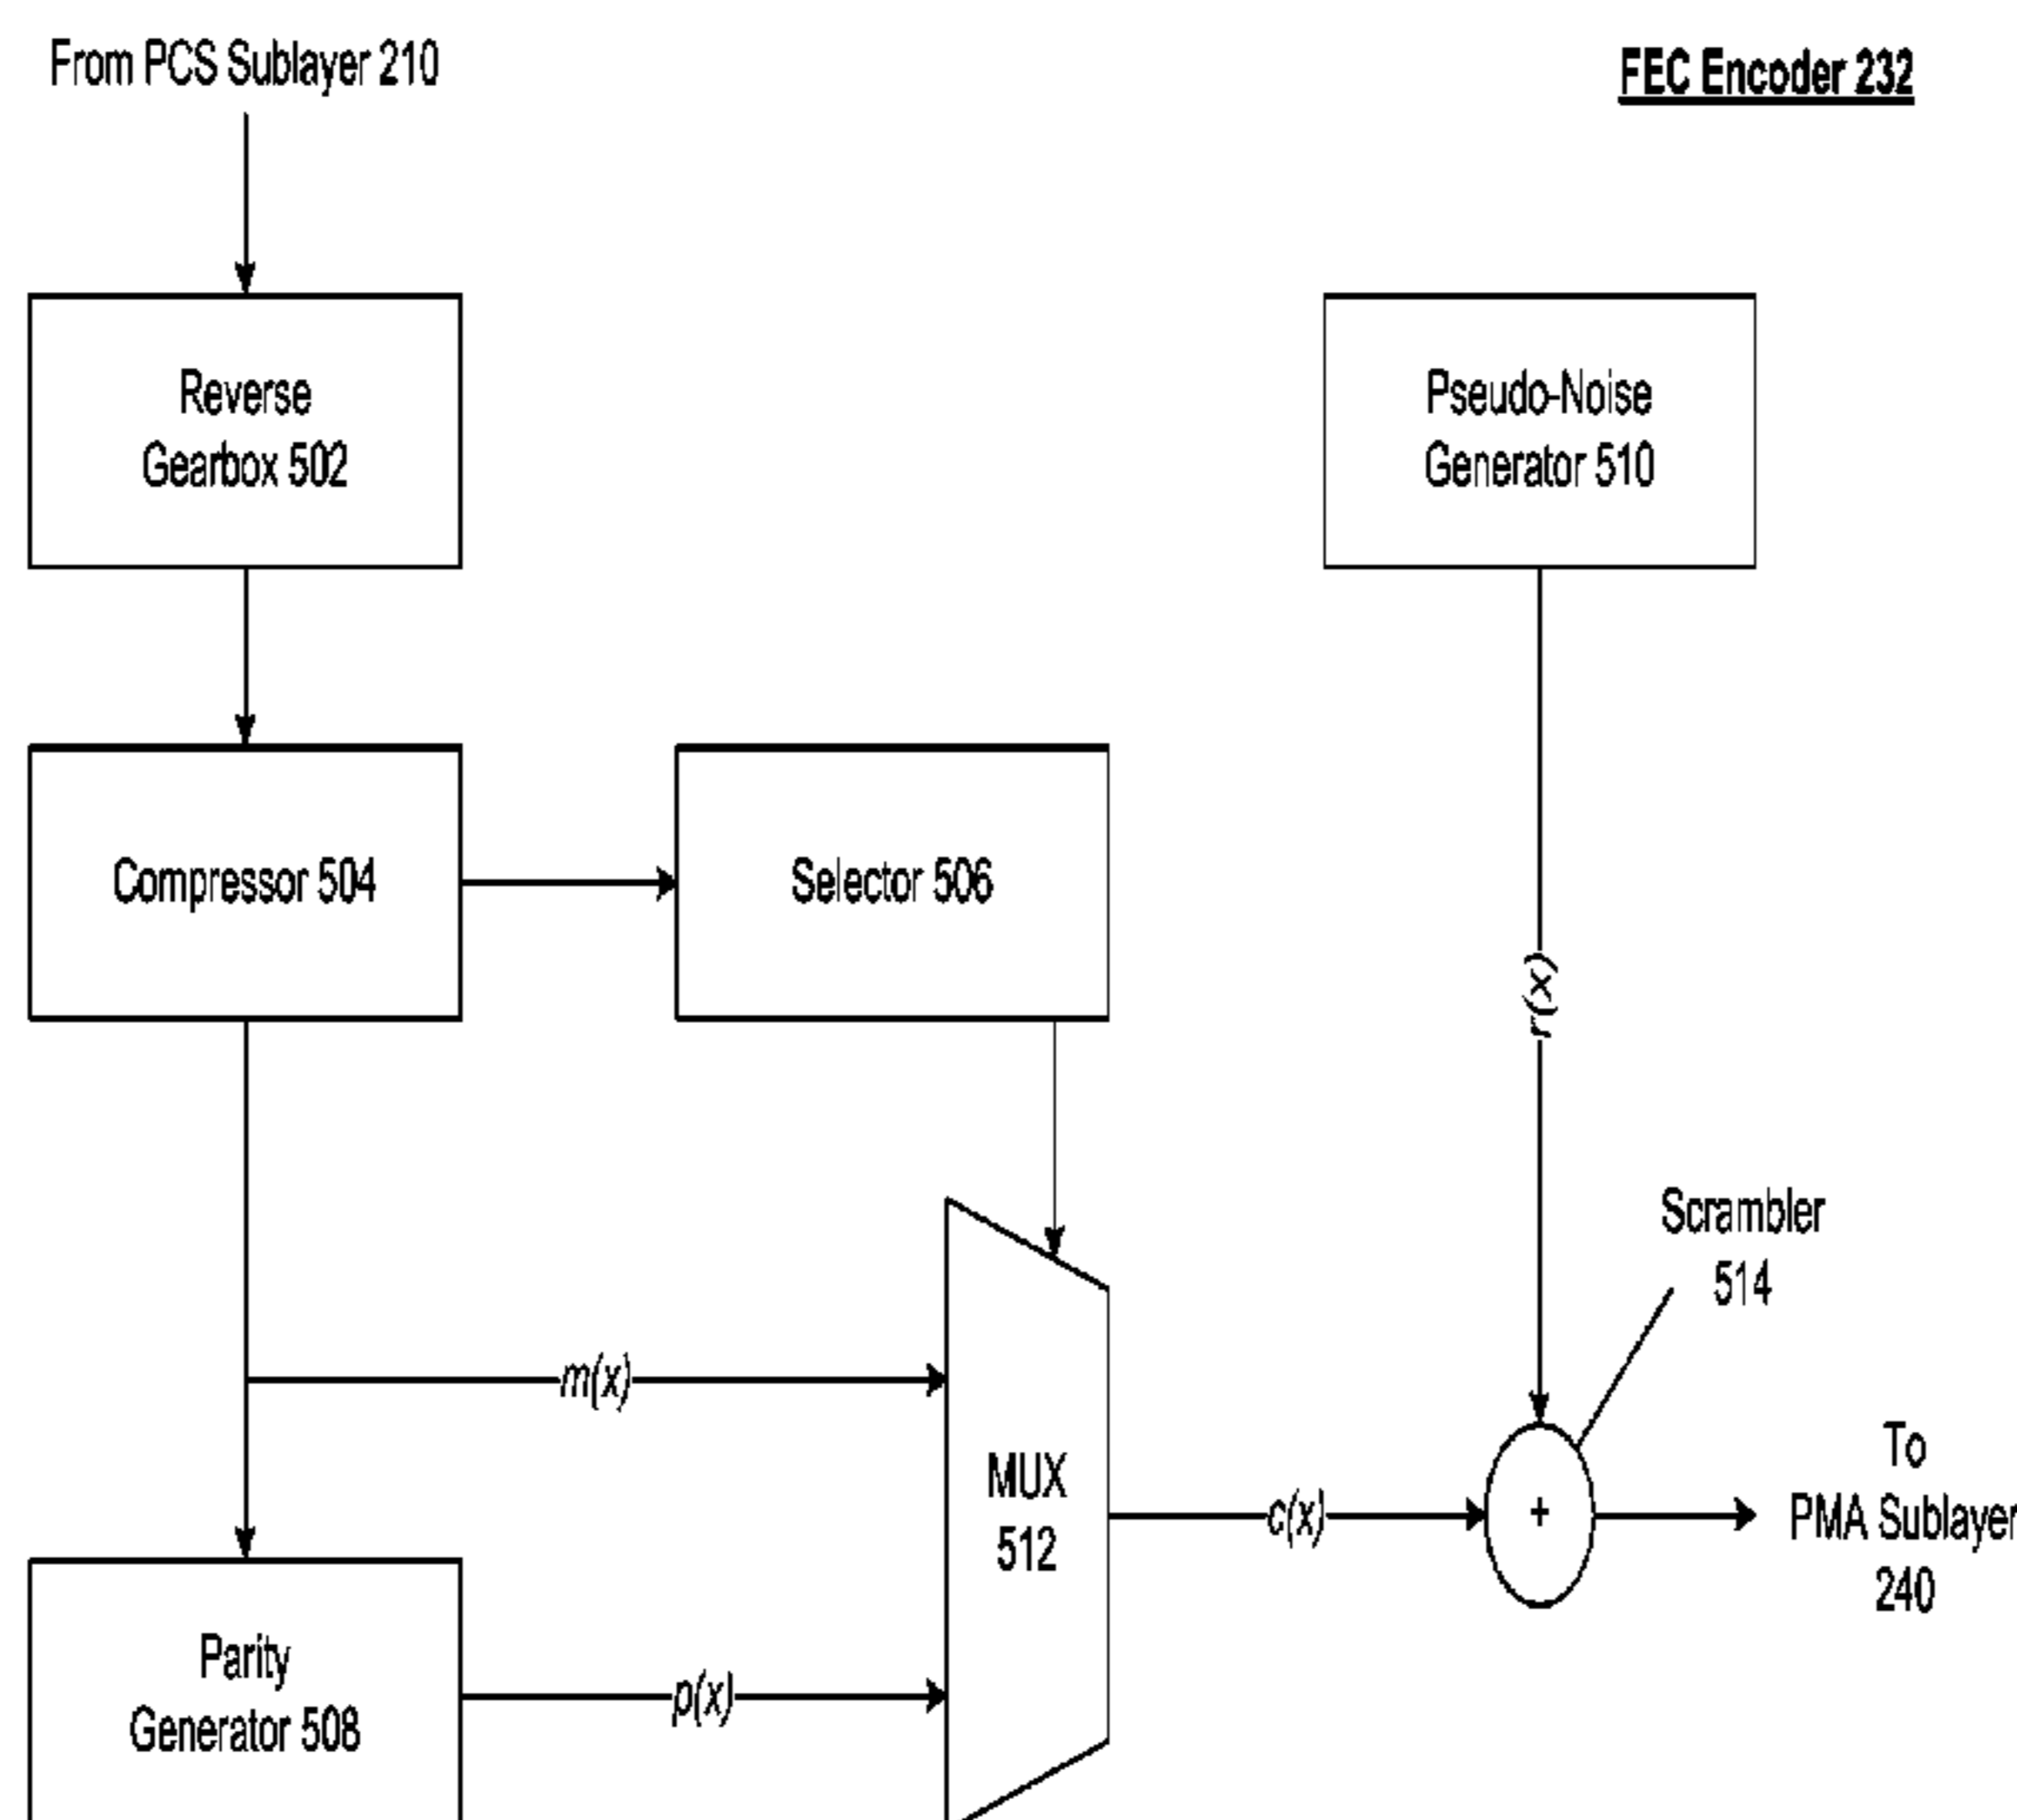 From PCS Sublayer 210
FEC Encoder 232
Reverse
Gearbox 502
Pseudo-Noise
Generator 510
Compressor 504
Selector 506
r(x)
Scrambler
514
m(x)
MUX
512
c(x)
+
To
PMA Sublayer
240
Parity
Generator 508
p(x)